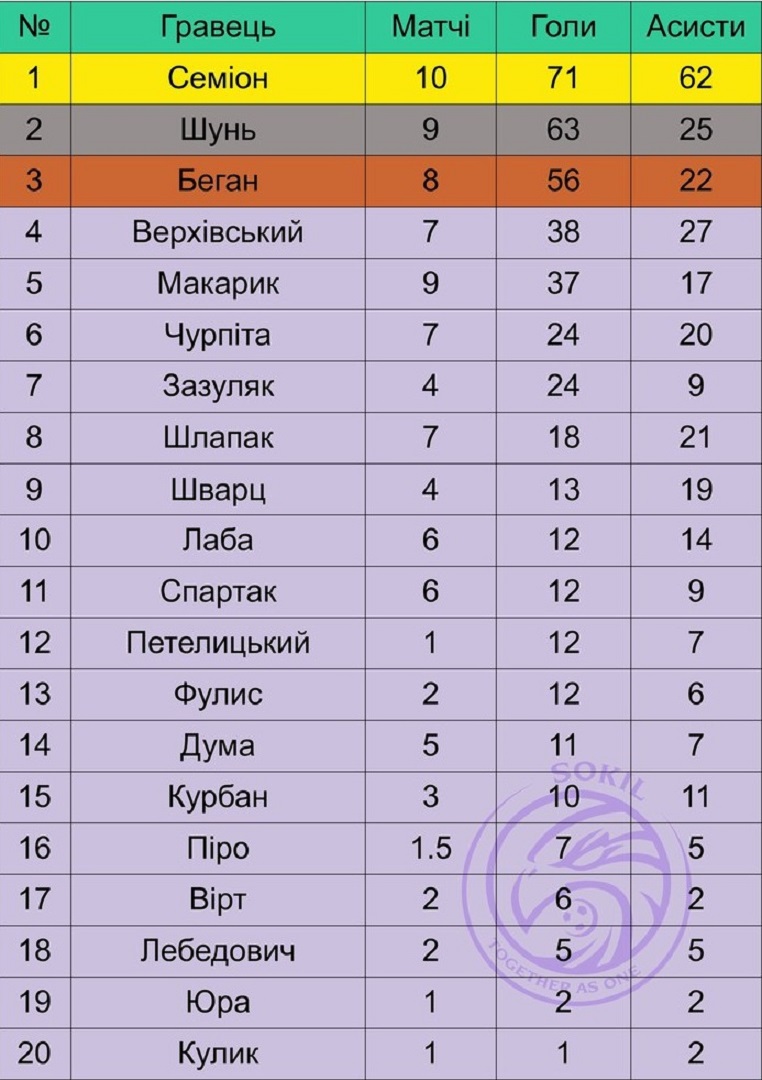 № Гравець Матчі Голи Асисти
1 Семіон 10 71 62
2 Шунь 9 63 25
3 Беган 8 56 22
4 Верхівський 7 38 27
5 Макарик 9 37 17
6 Чурпіта 7 24 20
7 Зазуляк 4 24 9
8 Шлапак 7 18 21
9 Шварц 4 13 19
10 Лаба 6 12 14
11 Спартак 6 12 9
12 Петелицький 1 12 7
13 Фулис 2 12 6
14 Дума 5 11 7
15 Курбан 3 10 11
16 Піро 1.5 7 5
17 Вірт 2 6 2
18 Лебедович 2 5 5
19 Юра 1 2 2
20 Кулик 1 1 2
SOKIL
TOGETHER AS ONE